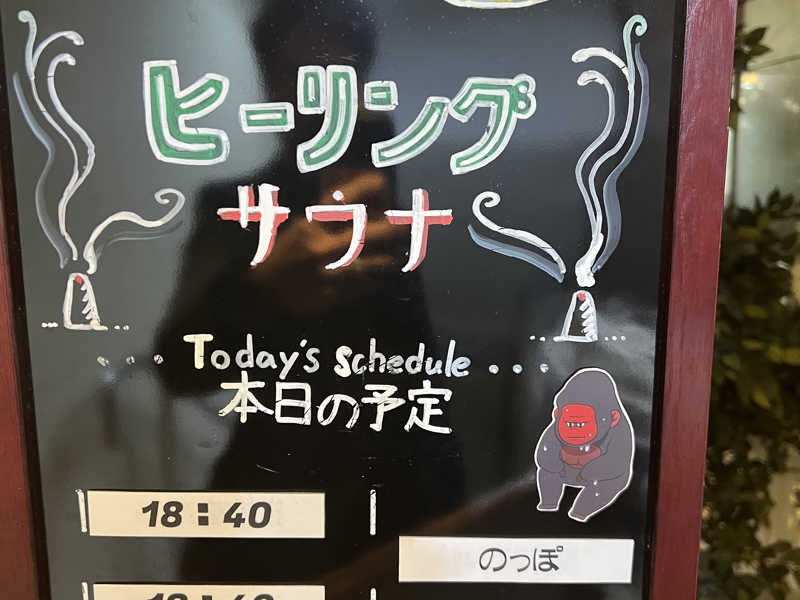 ヒーリング
サウナ
Today's schedule
本日の予定
18:40
のっぽ